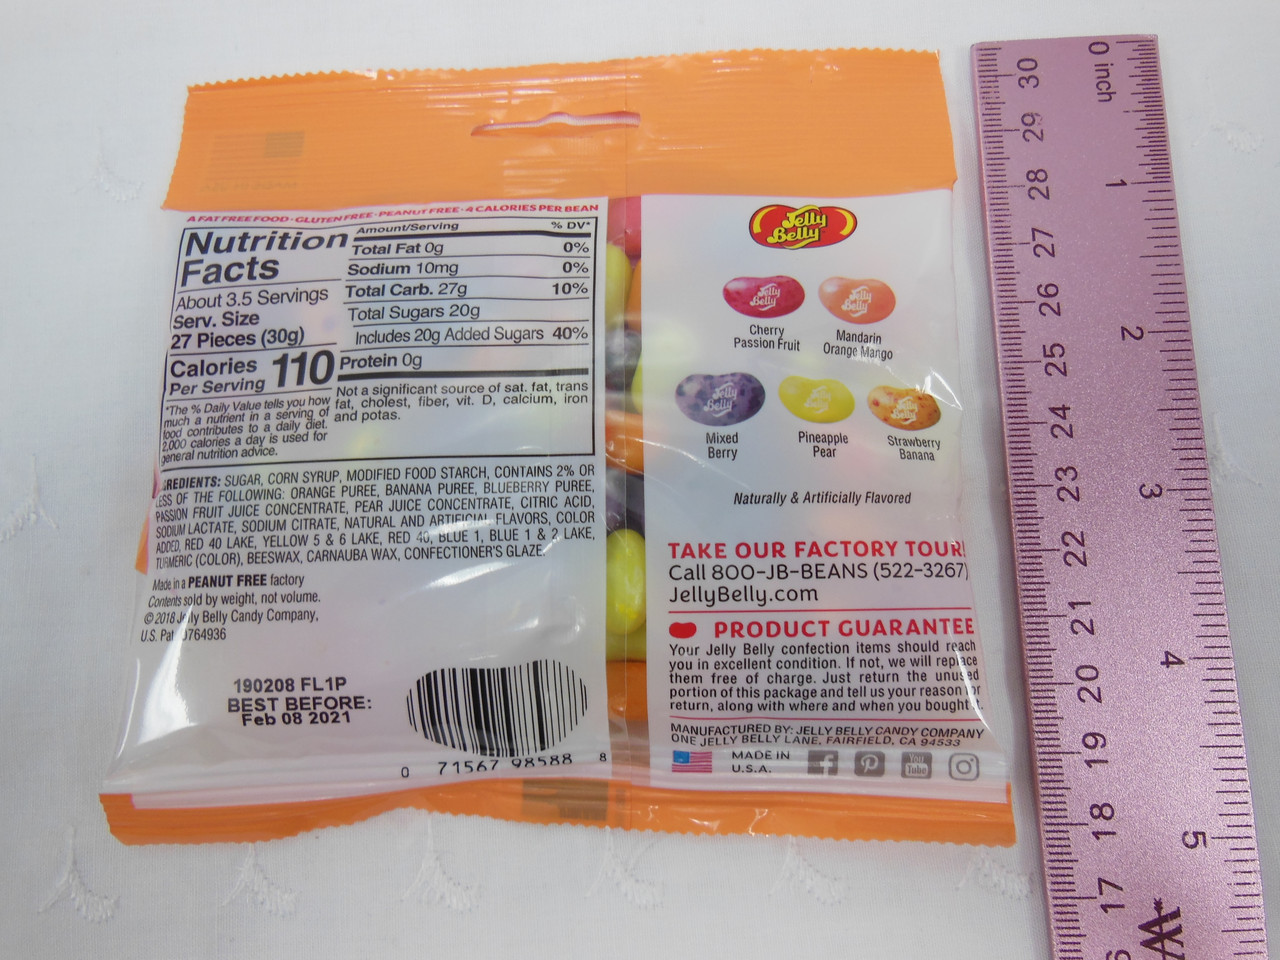 A FAT FREE FOOD · GLUTEN FREE · PEANUT FREE · 4 CALORIES PER BEAN
Nutrition
Facts
About 3.5 Servings
Serv. Size
27 Pieces (30g)
Calories 110
Per Serving
*The % Daily Value tells you how
much a nutrient in a serving of
food contributes to a daily diet.
2,000 calories a day is used for
general nutrition advice.
Amount/Serving % DV*
Total Fat 0g 0%
Sodium 10mg 0%
Total Carb. 27g 10%
Total Sugars 20g
Includes 20g Added Sugars 40%
Protein 0g
Not a significant source of sat. fat, trans
fat, cholest, fiber, vit. D, calcium, iron
and potas.
REDIENTS: SUGAR, CORN SYRUP, MODIFIED FOOD STARCH, CONTAINS 2% OR
LESS OF THE FOLLOWING: ORANGE PUREE, BANANA PUREE, BLUEBERRY PUREE,
PASSION FRUIT JUICE CONCENTRATE, PEAR JUICE CONCENTRATE, CITRIC ACID,
SODIUM LACTATE, SODIUM CITRATE, NATURAL AND ARTIFICIAL FLAVORS, COLOR
ADDED, RED 40 LAKE, YELLOW 5 & 6 LAKE, RED 40, BLUE 1, BLUE 1 & 2 LAKE,
TURMERIC (COLOR), BEESWAX, CARNAUBA WAX, CONFECTIONER'S GLAZE.
Made in a PEANUT FREE factory
Contents sold by weight, not volume.
© 2018 Jelly Belly Candy Company,
U.S. Pat. D764936
190208 FL1P
BEST BEFORE:
Feb 08 2021
0 71567 98588 8
Jelly
Belly
Jelly
Belly
Jelly
Belly
Cherry
Passion Fruit
Mandarin
Orange Mango
Jelly
Belly
Jelly
Belly
Jelly
Belly
Mixed
Berry
Pineapple
Pear
Strawberry
Banana
Naturally & Artificially Flavored
TAKE OUR FACTORY TOUR
Call 800-JB-BEANS (522-3267)
JellyBelly.com
PRODUCT GUARANTEE
Your Jelly Belly confection items should reach
you in excellent condition. If not, we will replace
them free of charge. Just return the unused
portion of this package and tell us your reason for
return, along with where and when you bought it.
MANUFACTURED BY: JELLY BELLY CANDY COMPANY
ONE JELLY BELLY LANE, FAIRFIELD, CA 94533
MADE IN
U.S.A.
You
Tube
0 inch
1
2
3
4
5
30
29
28
27
26
25
24
23
22
21
20
19
18
17